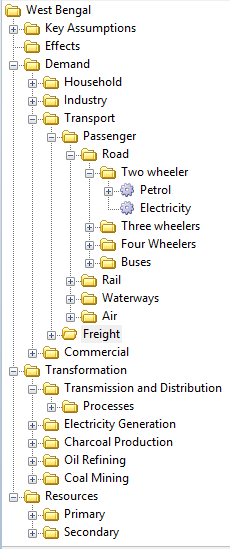 West Bengal
Key Assumptions
Effects
Demand
Household
Industry
Transport
Passenger
Road
Two wheeler
Petrol
Electricity
Three wheelers
Four Wheelers
Buses
Rail
Waterways
Air
Freight
Commercial
Transformation
Transmission and Distribution
Processes
Electricity Generation
Charcoal Production
Oil Refining
Coal Mining
Resources
Primary
Secondary